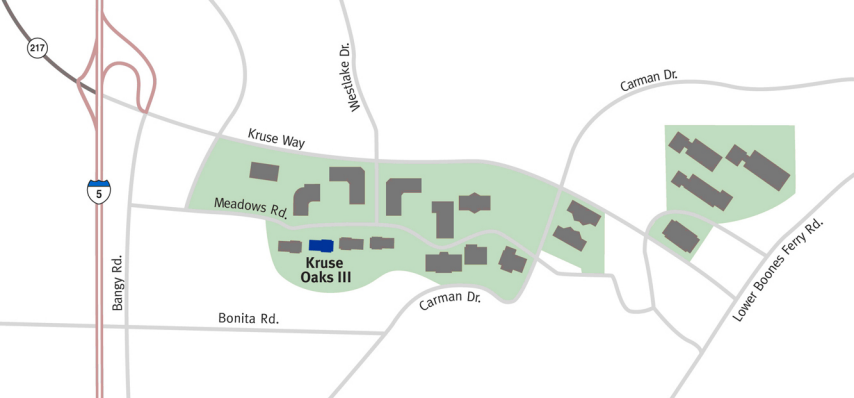 217
Westlake Dr.
Carman Dr.
Kruse Way
5
Meadows Rd.
Kruse
Oaks III
Bangy Rd.
Lower Boones Ferry Rd.
Carman Dr.
Bonita Rd.